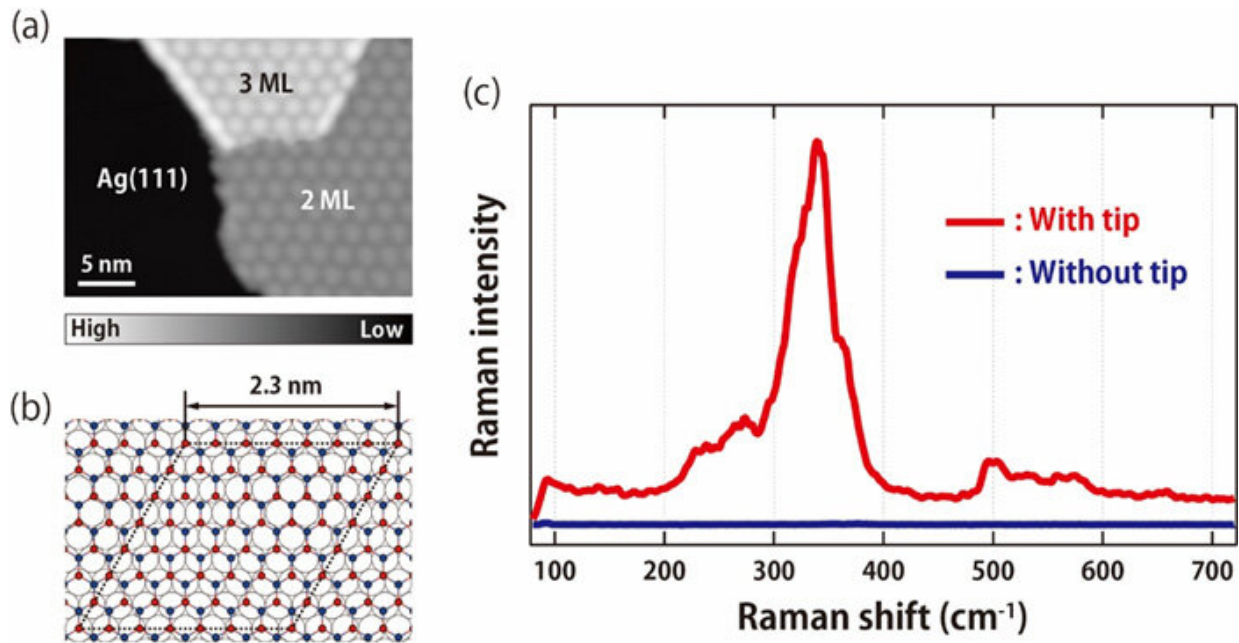 (a)
3 ML
Ag(111)
2 ML
5 nm
High Low
(b)
2.3 nm
(c)
Raman intensity
: With tip
: Without tip
100 200 300 400 500 600 700
Raman shift (cm⁻¹)